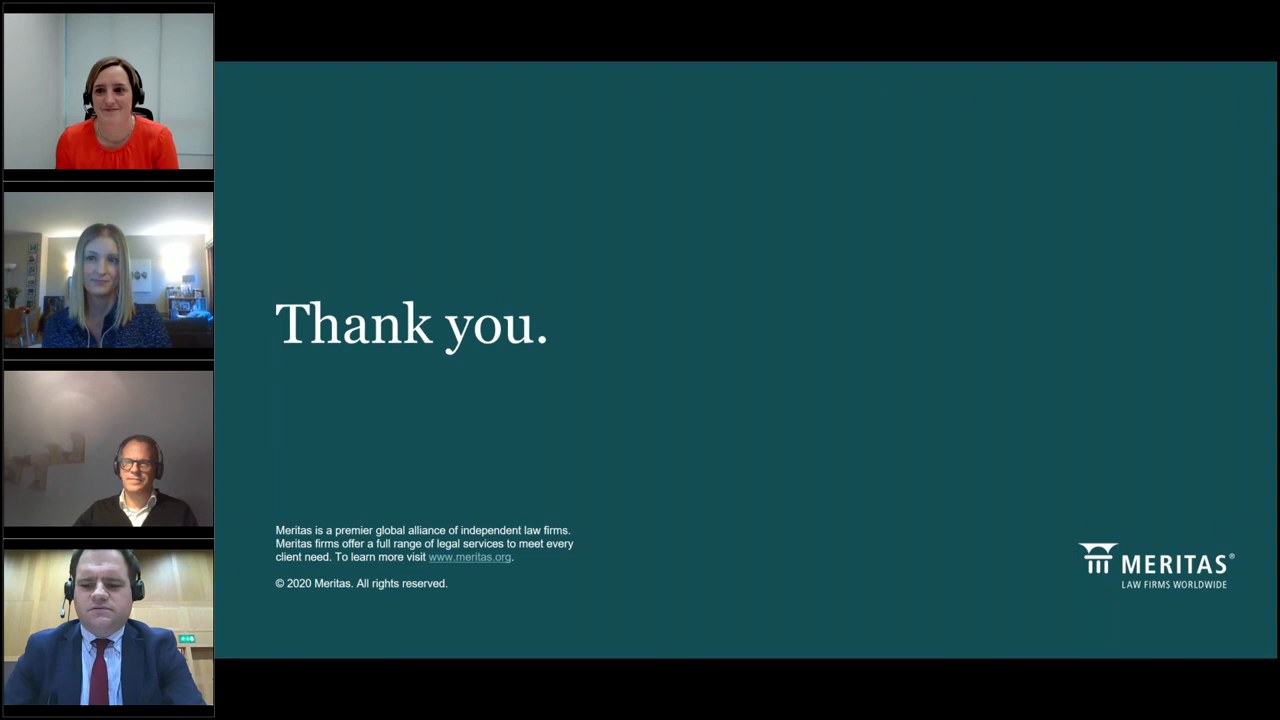 Thank you.
Meritas is a premier global alliance of independent law firms.
Meritas firms offer a full range of legal services to meet every
client need. To learn more visit www.meritas.org.
© 2020 Meritas. All rights reserved.
MERITAS®
LAW FIRMS WORLDWIDE